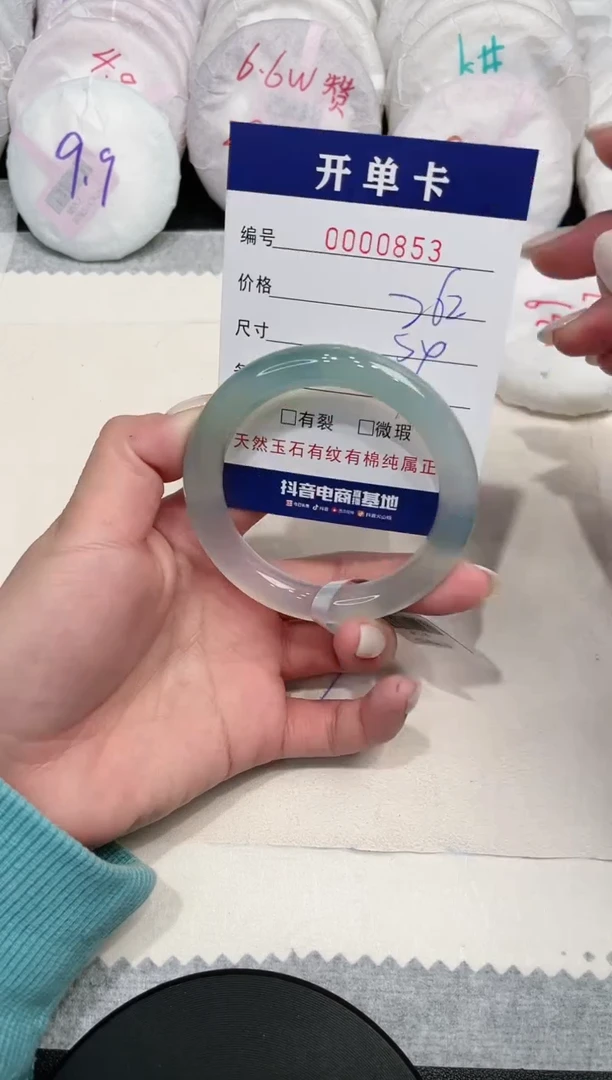 6.6W 赞
k#
9.9
开单卡
编号 0000853
价格 262
尺寸 54
□有裂 □微瑕
天然玉石有纹有棉纯属正
抖音电商直播基地